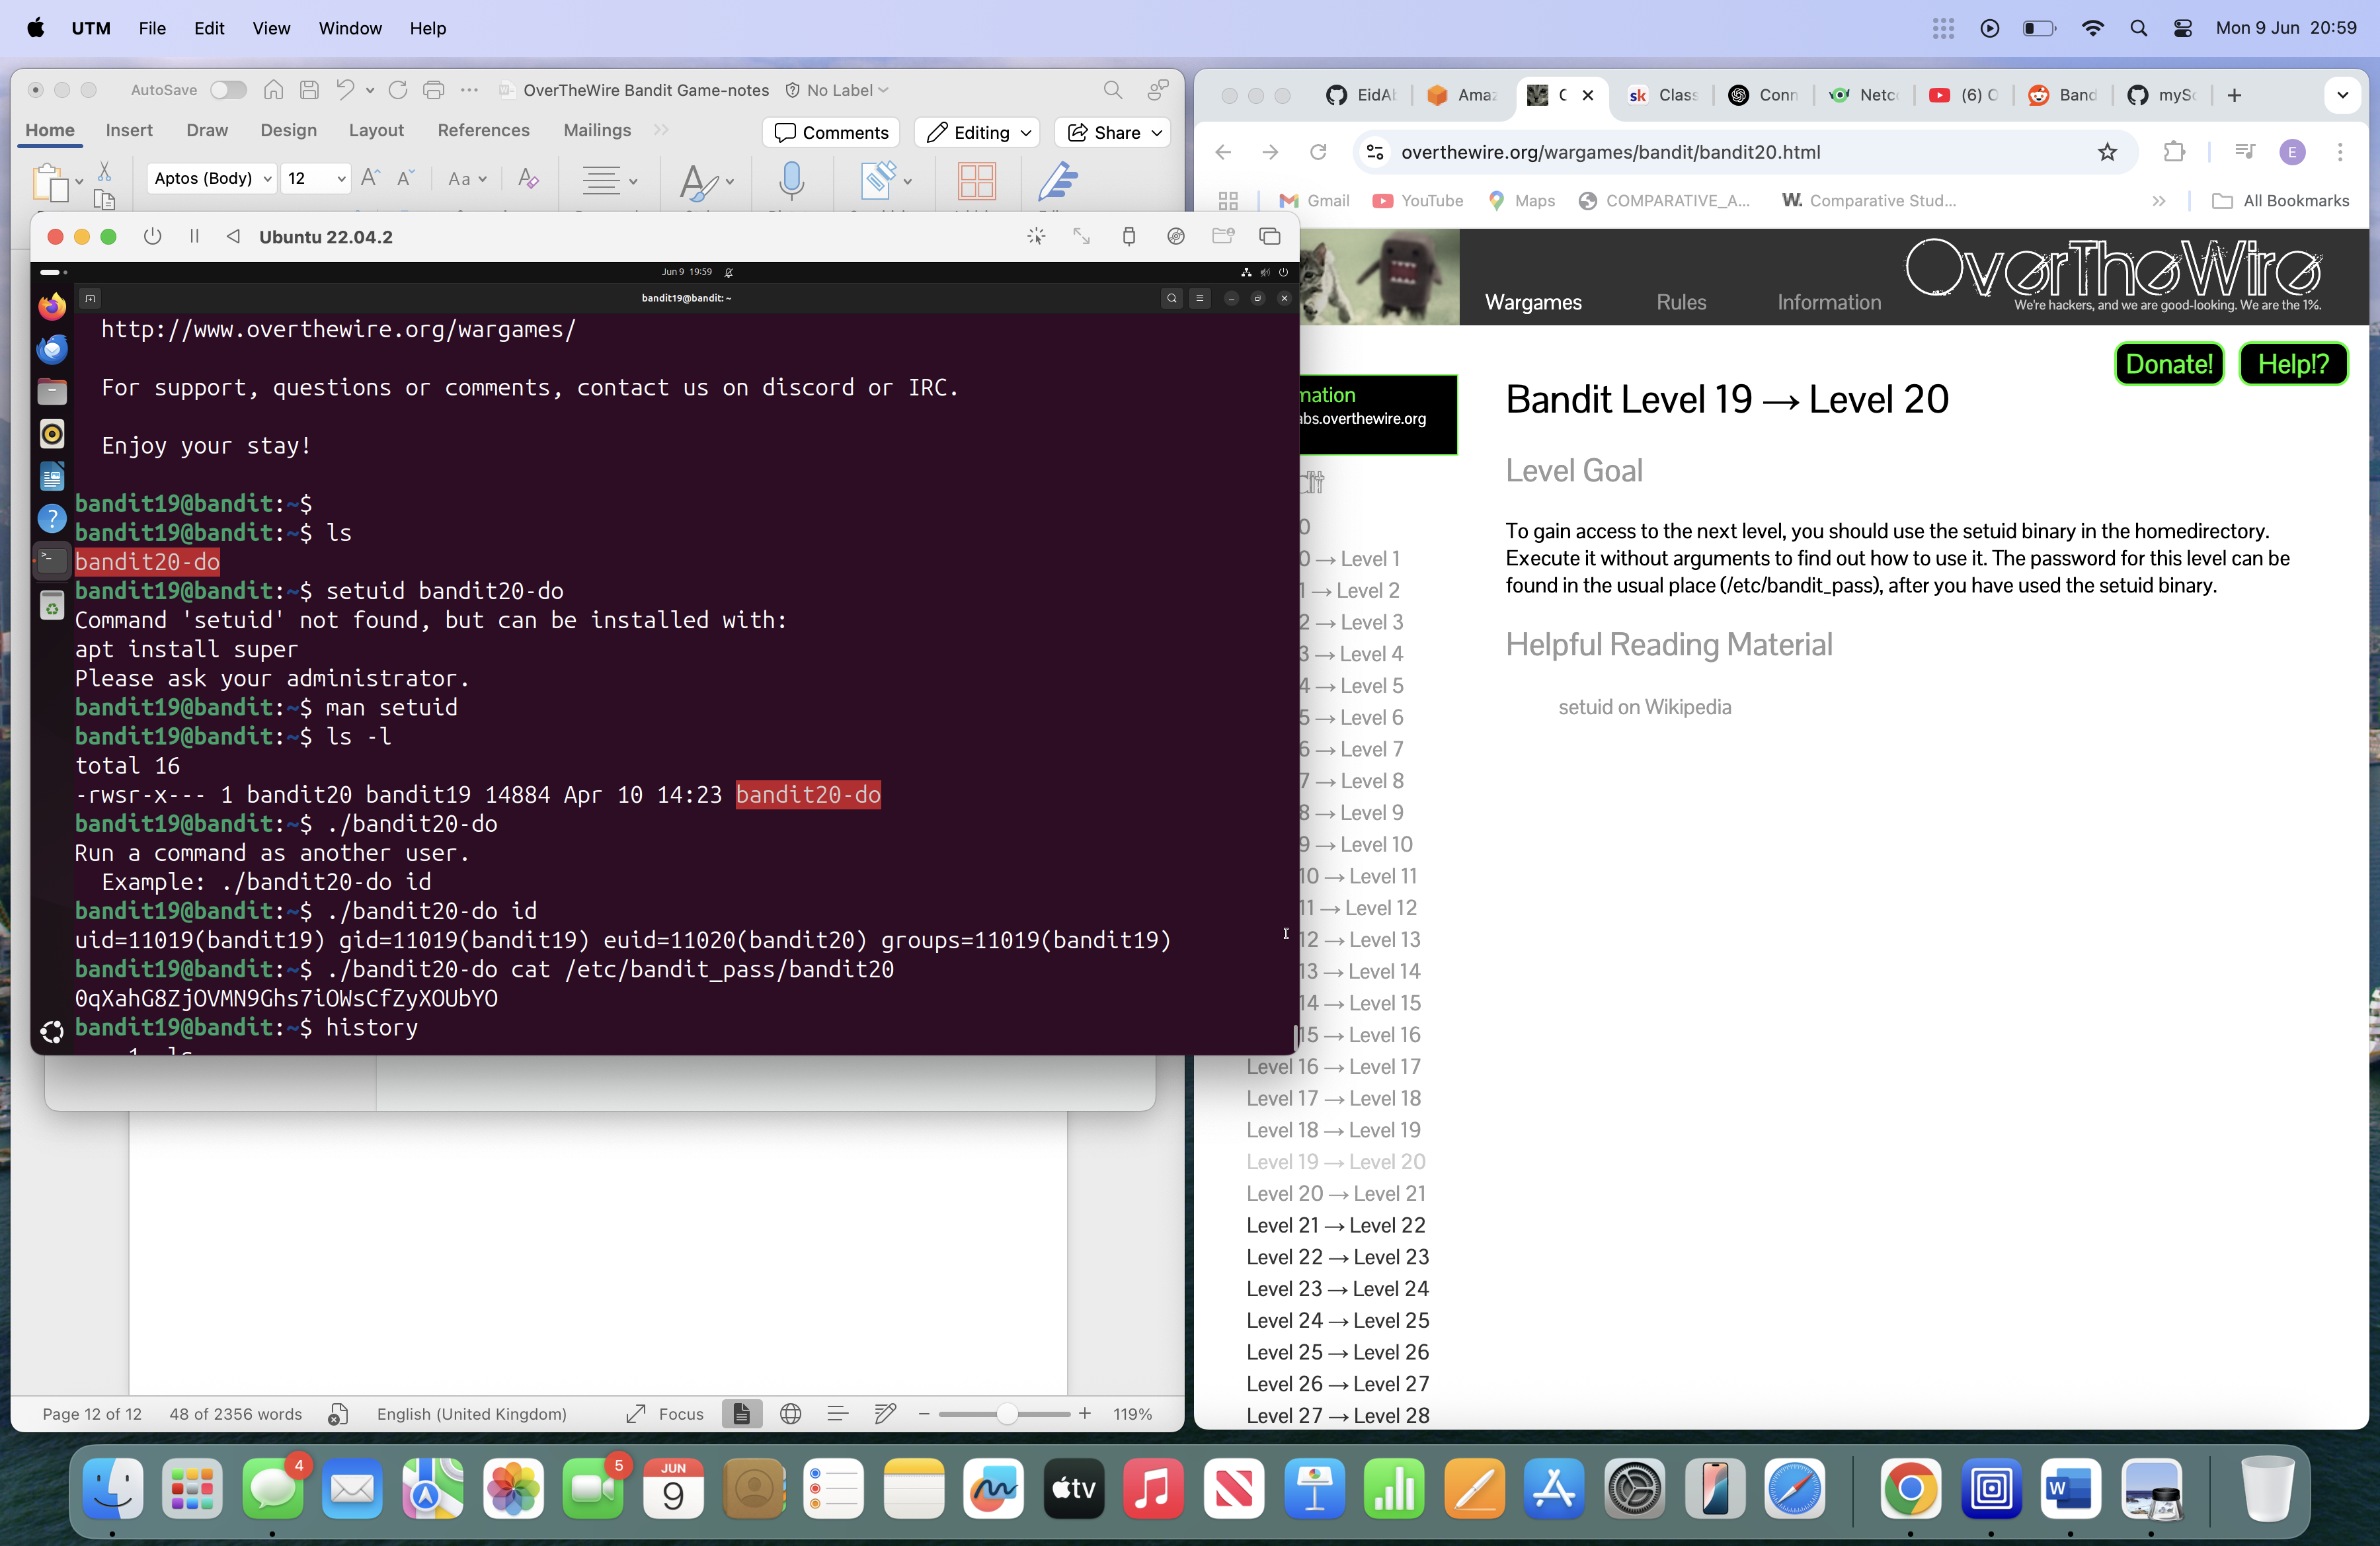 UTM File Edit View Window Help
Mon 9 Jun 20:59
AutoSave
OverTheWire Bandit Game-notes
No Label
Home Insert Draw Design Layout References Mailings
Comments Editing Share
Aptos (Body) 12
Aa
Ubuntu 22.04.2
Jun 9 19:59
bandit19@bandit: ~
http://www.overthewire.org/wargames/
For support, questions or comments, contact us on discord or IRC.
Enjoy your stay!
bandit19@bandit:~$
bandit19@bandit:~$ ls
bandit20-do
bandit19@bandit:~$ setuid bandit20-do
Command 'setuid' not found, but can be installed with:
apt install super
Please ask your administrator.
bandit19@bandit:~$ man setuid
bandit19@bandit:~$ ls -l
total 16
-rwsr-x--- 1 bandit20 bandit19 14884 Apr 10 14:23 bandit20-do
bandit19@bandit:~$ ./bandit20-do
Run a command as another user.
Example: ./bandit20-do id
bandit19@bandit:~$ ./bandit20-do id
uid=11019(bandit19) gid=11019(bandit19) euid=11020(bandit20) groups=11019(bandit19)
bandit19@bandit:~$ ./bandit20-do cat /etc/bandit_pass/bandit20
0qXahG8ZjOVMN9Ghs7iOWsCfZyXOUbYO
bandit19@bandit:~$ history
1 ls
Page 12 of 12 48 of 2356 words English (United Kingdom) Focus 119%
EidAb Amaz C Class Conn Netc (6) O Band mySc
overthewire.org/wargames/bandit/bandit20.html
E
Gmail YouTube Maps COMPARATIVE_A... Comparative Stud... All Bookmarks
OverTheWire
We're hackers, and we are good-looking. We are the 1%.
Wargames Rules Information
Donate! Help!?
mation
abs.overthewire.org
0
0 → Level 1
1 → Level 2
2 → Level 3
3 → Level 4
4 → Level 5
5 → Level 6
6 → Level 7
7 → Level 8
8 → Level 9
9 → Level 10
10 → Level 11
11 → Level 12
12 → Level 13
13 → Level 14
14 → Level 15
15 → Level 16
Level 16 → Level 17
Level 17 → Level 18
Level 18 → Level 19
Level 19 → Level 20
Level 20 → Level 21
Level 21 → Level 22
Level 22 → Level 23
Level 23 → Level 24
Level 24 → Level 25
Level 25 → Level 26
Level 26 → Level 27
Level 27 → Level 28
Bandit Level 19 → Level 20
Level Goal
To gain access to the next level, you should use the setuid binary in the homedirectory.
Execute it without arguments to find out how to use it. The password for this level can be
found in the usual place (/etc/bandit_pass), after you have used the setuid binary.
Helpful Reading Material
setuid on Wikipedia
4
5
JUN
9
tv
W